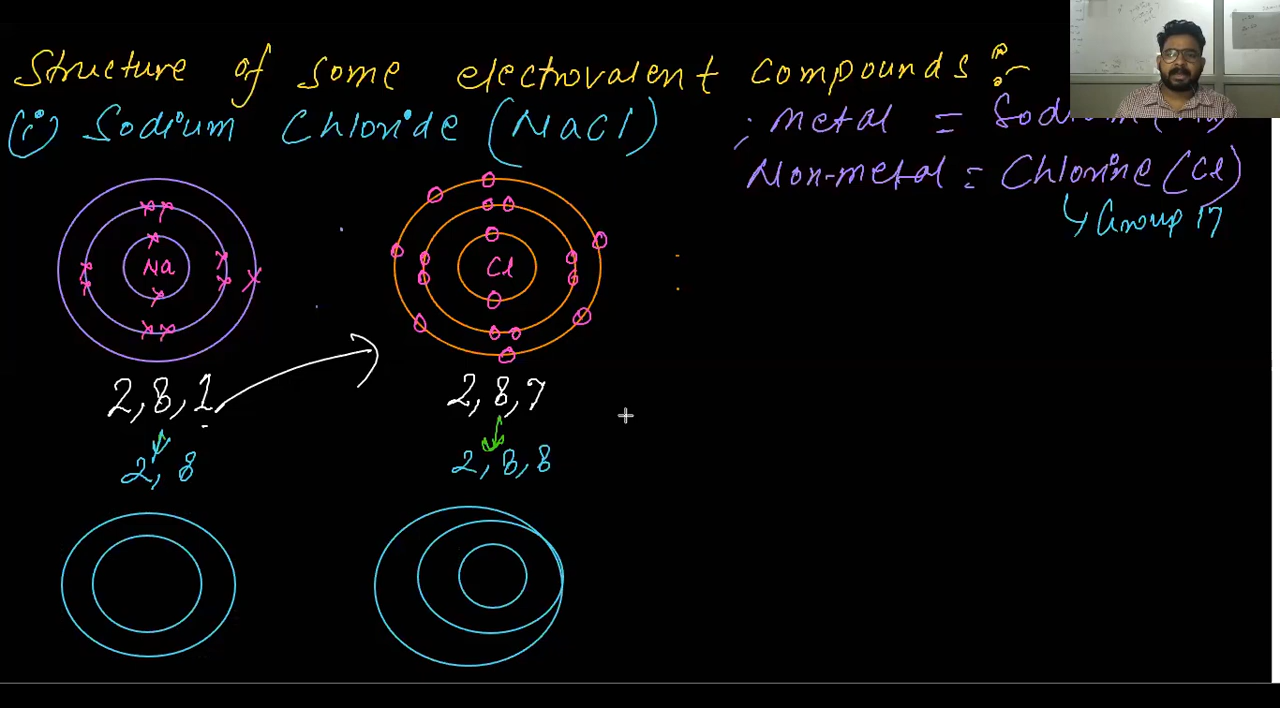 Structure of some electrovalent compounds :-
(i) Sodium Chloride (NaCl)
; Metal =
Non-metal = Chlorine (Cl)
↳ Group 17
Na
Cl
2,8,1
2,8,7
2,8
2,8,8